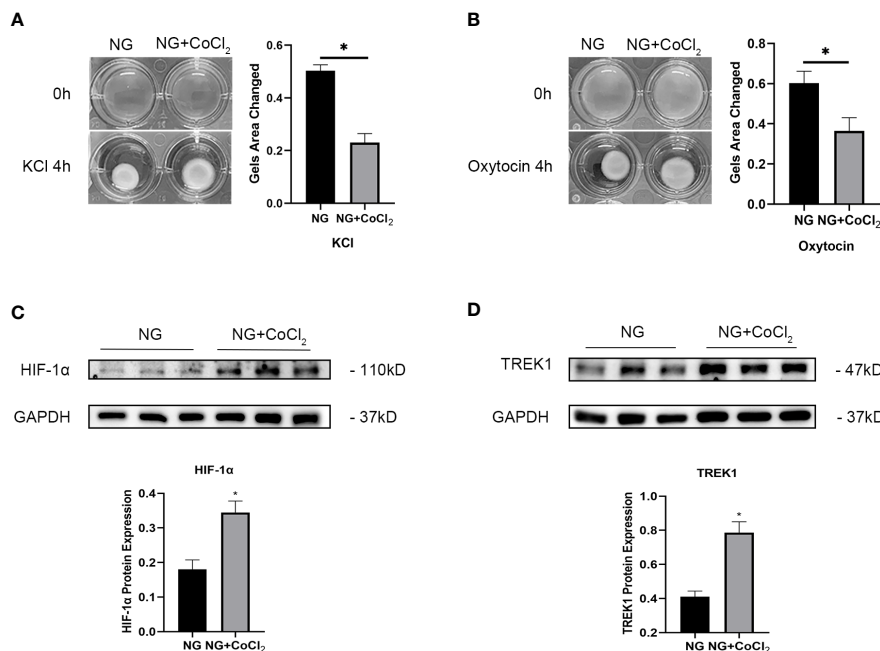 A
NG NG+CoCl₂
0h
KCl 4h
Gels Area Changed
0.6
0.4
0.2
0.0
*
NG NG+CoCl₂
KCl
B
NG NG+CoCl₂
0h
Oxytocin 4h
Gels Area Changed
0.8
0.6
0.4
0.2
0.0
*
NG NG+CoCl₂
Oxytocin
C
NG NG+CoCl₂
HIF-1α - 110kD
GAPDH - 37kD
HIF-1α
HIF-1α Protein Expression
0.4
0.3
0.2
0.1
0.0
*
NG NG+CoCl₂
D
NG NG+CoCl₂
TREK1 - 47kD
GAPDH - 37kD
TREK1
TREK1 Protein Expression
1.0
0.8
0.6
0.4
0.2
*
NG NG+CoCl₂